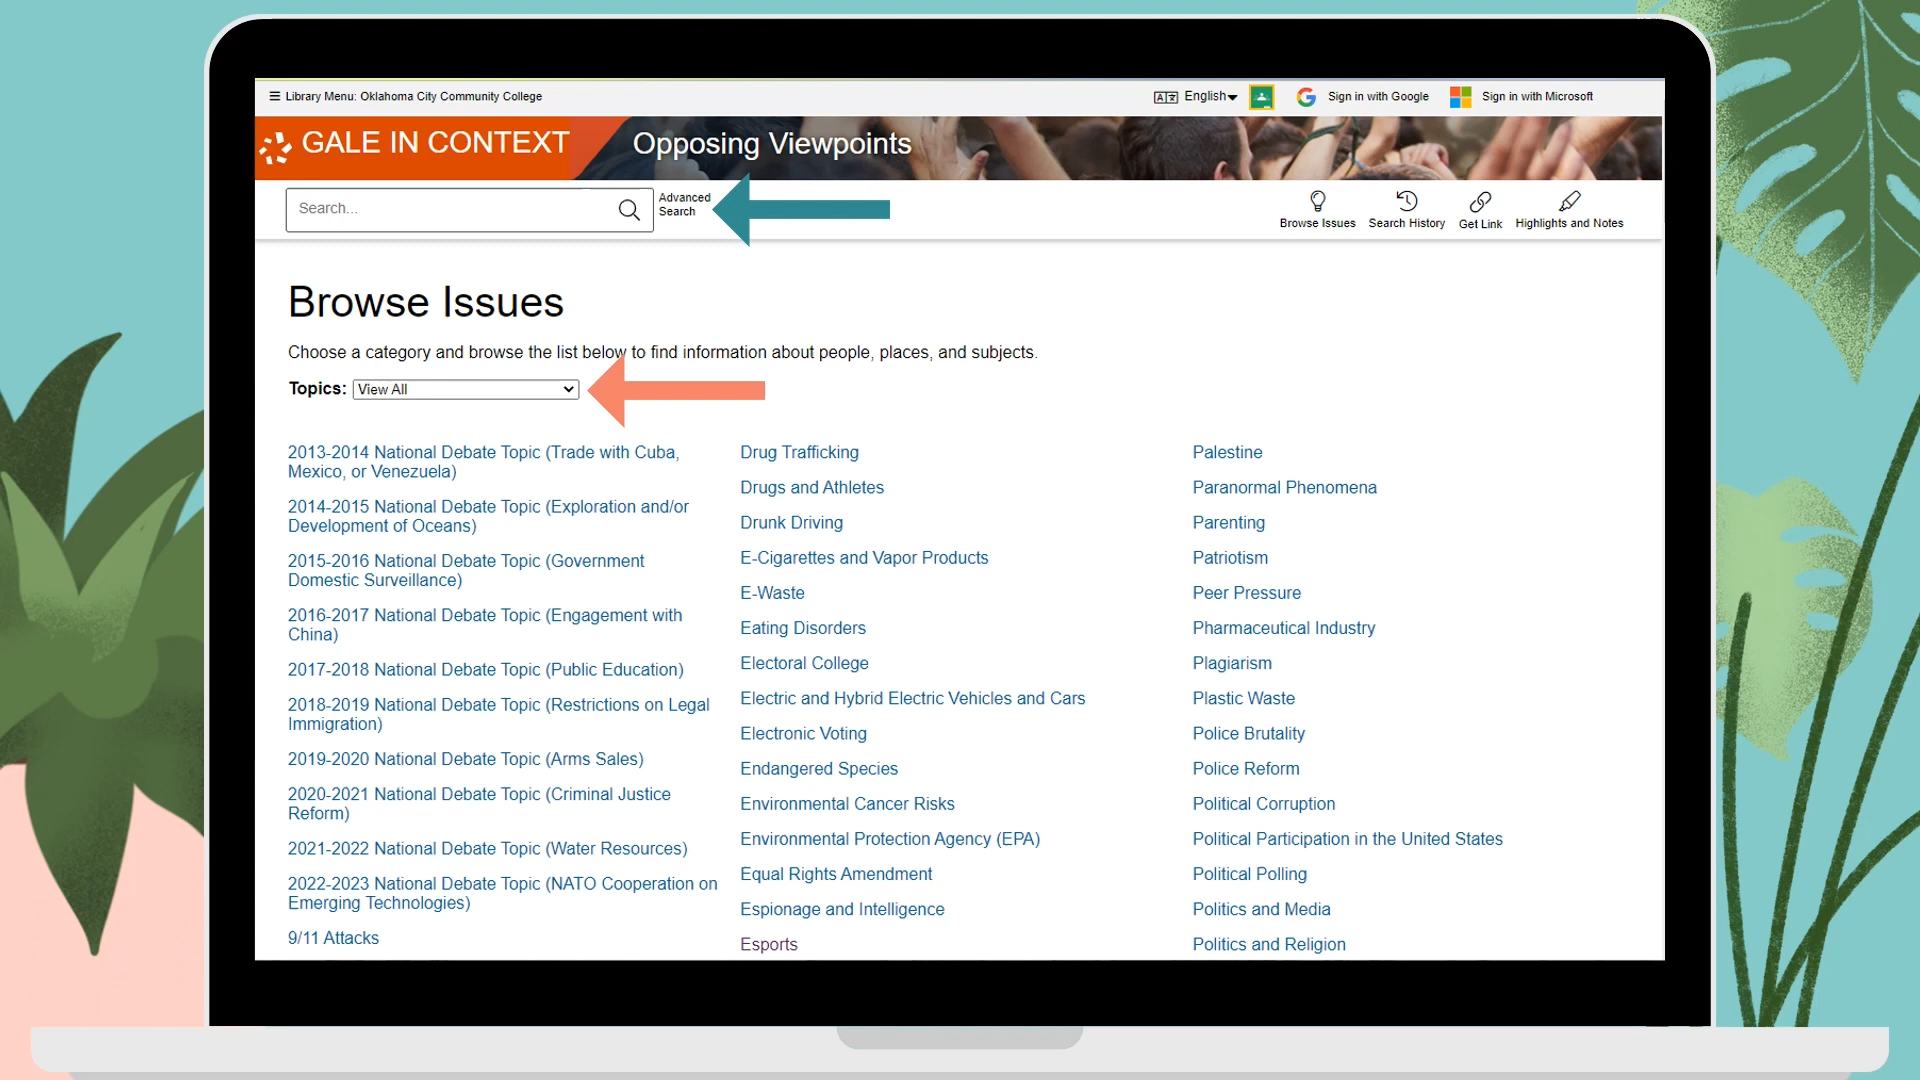 Library Menu: Oklahoma City Community College
English
Sign in with Google
Sign in with Microsoft
GALE IN CONTEXT
Opposing Viewpoints
Search...
Advanced
Search
Browse Issues
Search History
Get Link
Highlights and Notes
Browse Issues
Choose a category and browse the list below to find information about people, places, and subjects.
Topics: View All
2013-2014 National Debate Topic (Trade with Cuba,
Mexico, or Venezuela)
2014-2015 National Debate Topic (Exploration and/or
Development of Oceans)
2015-2016 National Debate Topic (Government
Domestic Surveillance)
2016-2017 National Debate Topic (Engagement with
China)
2017-2018 National Debate Topic (Public Education)
2018-2019 National Debate Topic (Restrictions on Legal
Immigration)
2019-2020 National Debate Topic (Arms Sales)
2020-2021 National Debate Topic (Criminal Justice
Reform)
2021-2022 National Debate Topic (Water Resources)
2022-2023 National Debate Topic (NATO Cooperation on
Emerging Technologies)
9/11 Attacks
Drug Trafficking
Drugs and Athletes
Drunk Driving
E-Cigarettes and Vapor Products
E-Waste
Eating Disorders
Electoral College
Electric and Hybrid Electric Vehicles and Cars
Electronic Voting
Endangered Species
Environmental Cancer Risks
Environmental Protection Agency (EPA)
Equal Rights Amendment
Espionage and Intelligence
Esports
Palestine
Paranormal Phenomena
Parenting
Patriotism
Peer Pressure
Pharmaceutical Industry
Plagiarism
Plastic Waste
Police Brutality
Police Reform
Political Corruption
Political Participation in the United States
Political Polling
Politics and Media
Politics and Religion